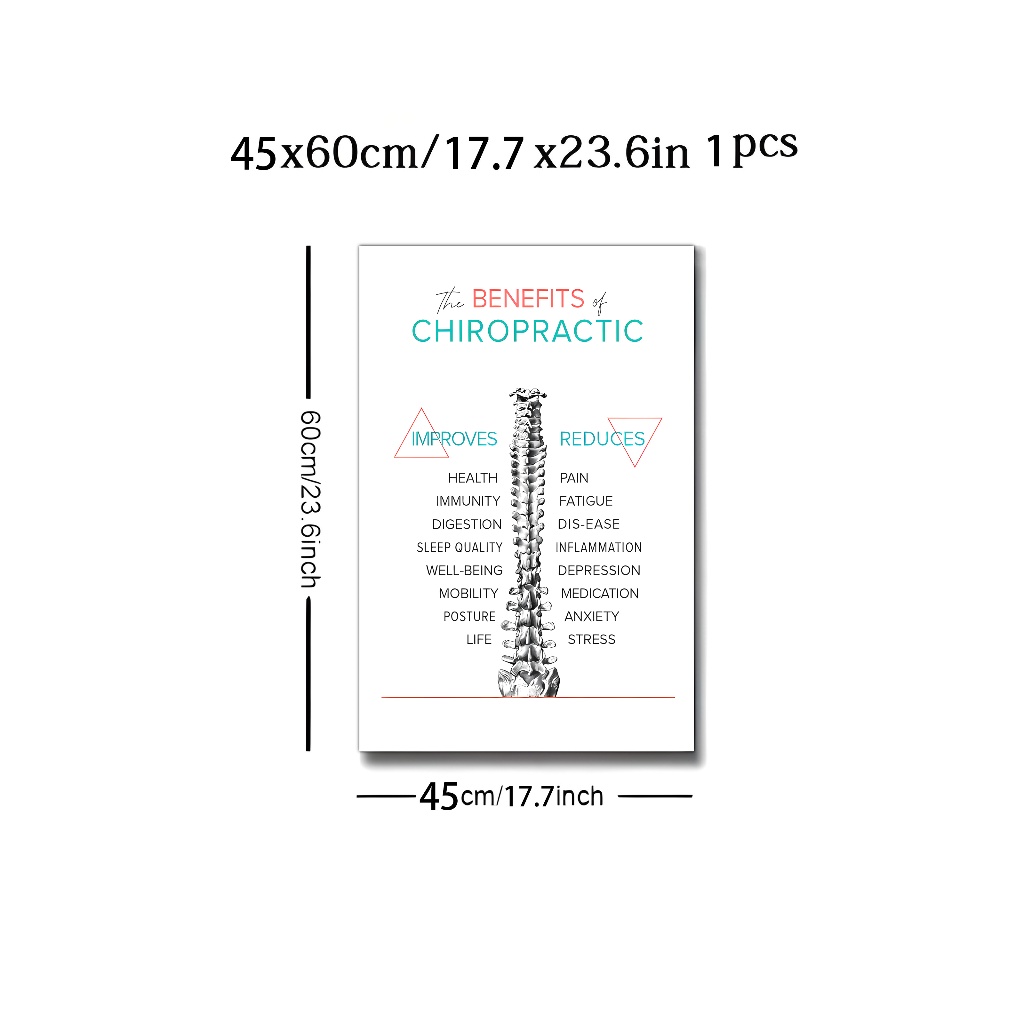 45x60cm/17.7 x23.6in 1pcs
The BENEFITS of
CHIROPRACTIC
IMPROVES
HEALTH
IMMUNITY
DIGESTION
SLEEP QUALITY
WELL-BEING
MOBILITY
POSTURE
LIFE
REDUCES
PAIN
FATIGUE
DIS-EASE
INFLAMMATION
DEPRESSION
MEDICATION
ANXIETY
STRESS
60cm/23.6inch
45cm/17.7inch